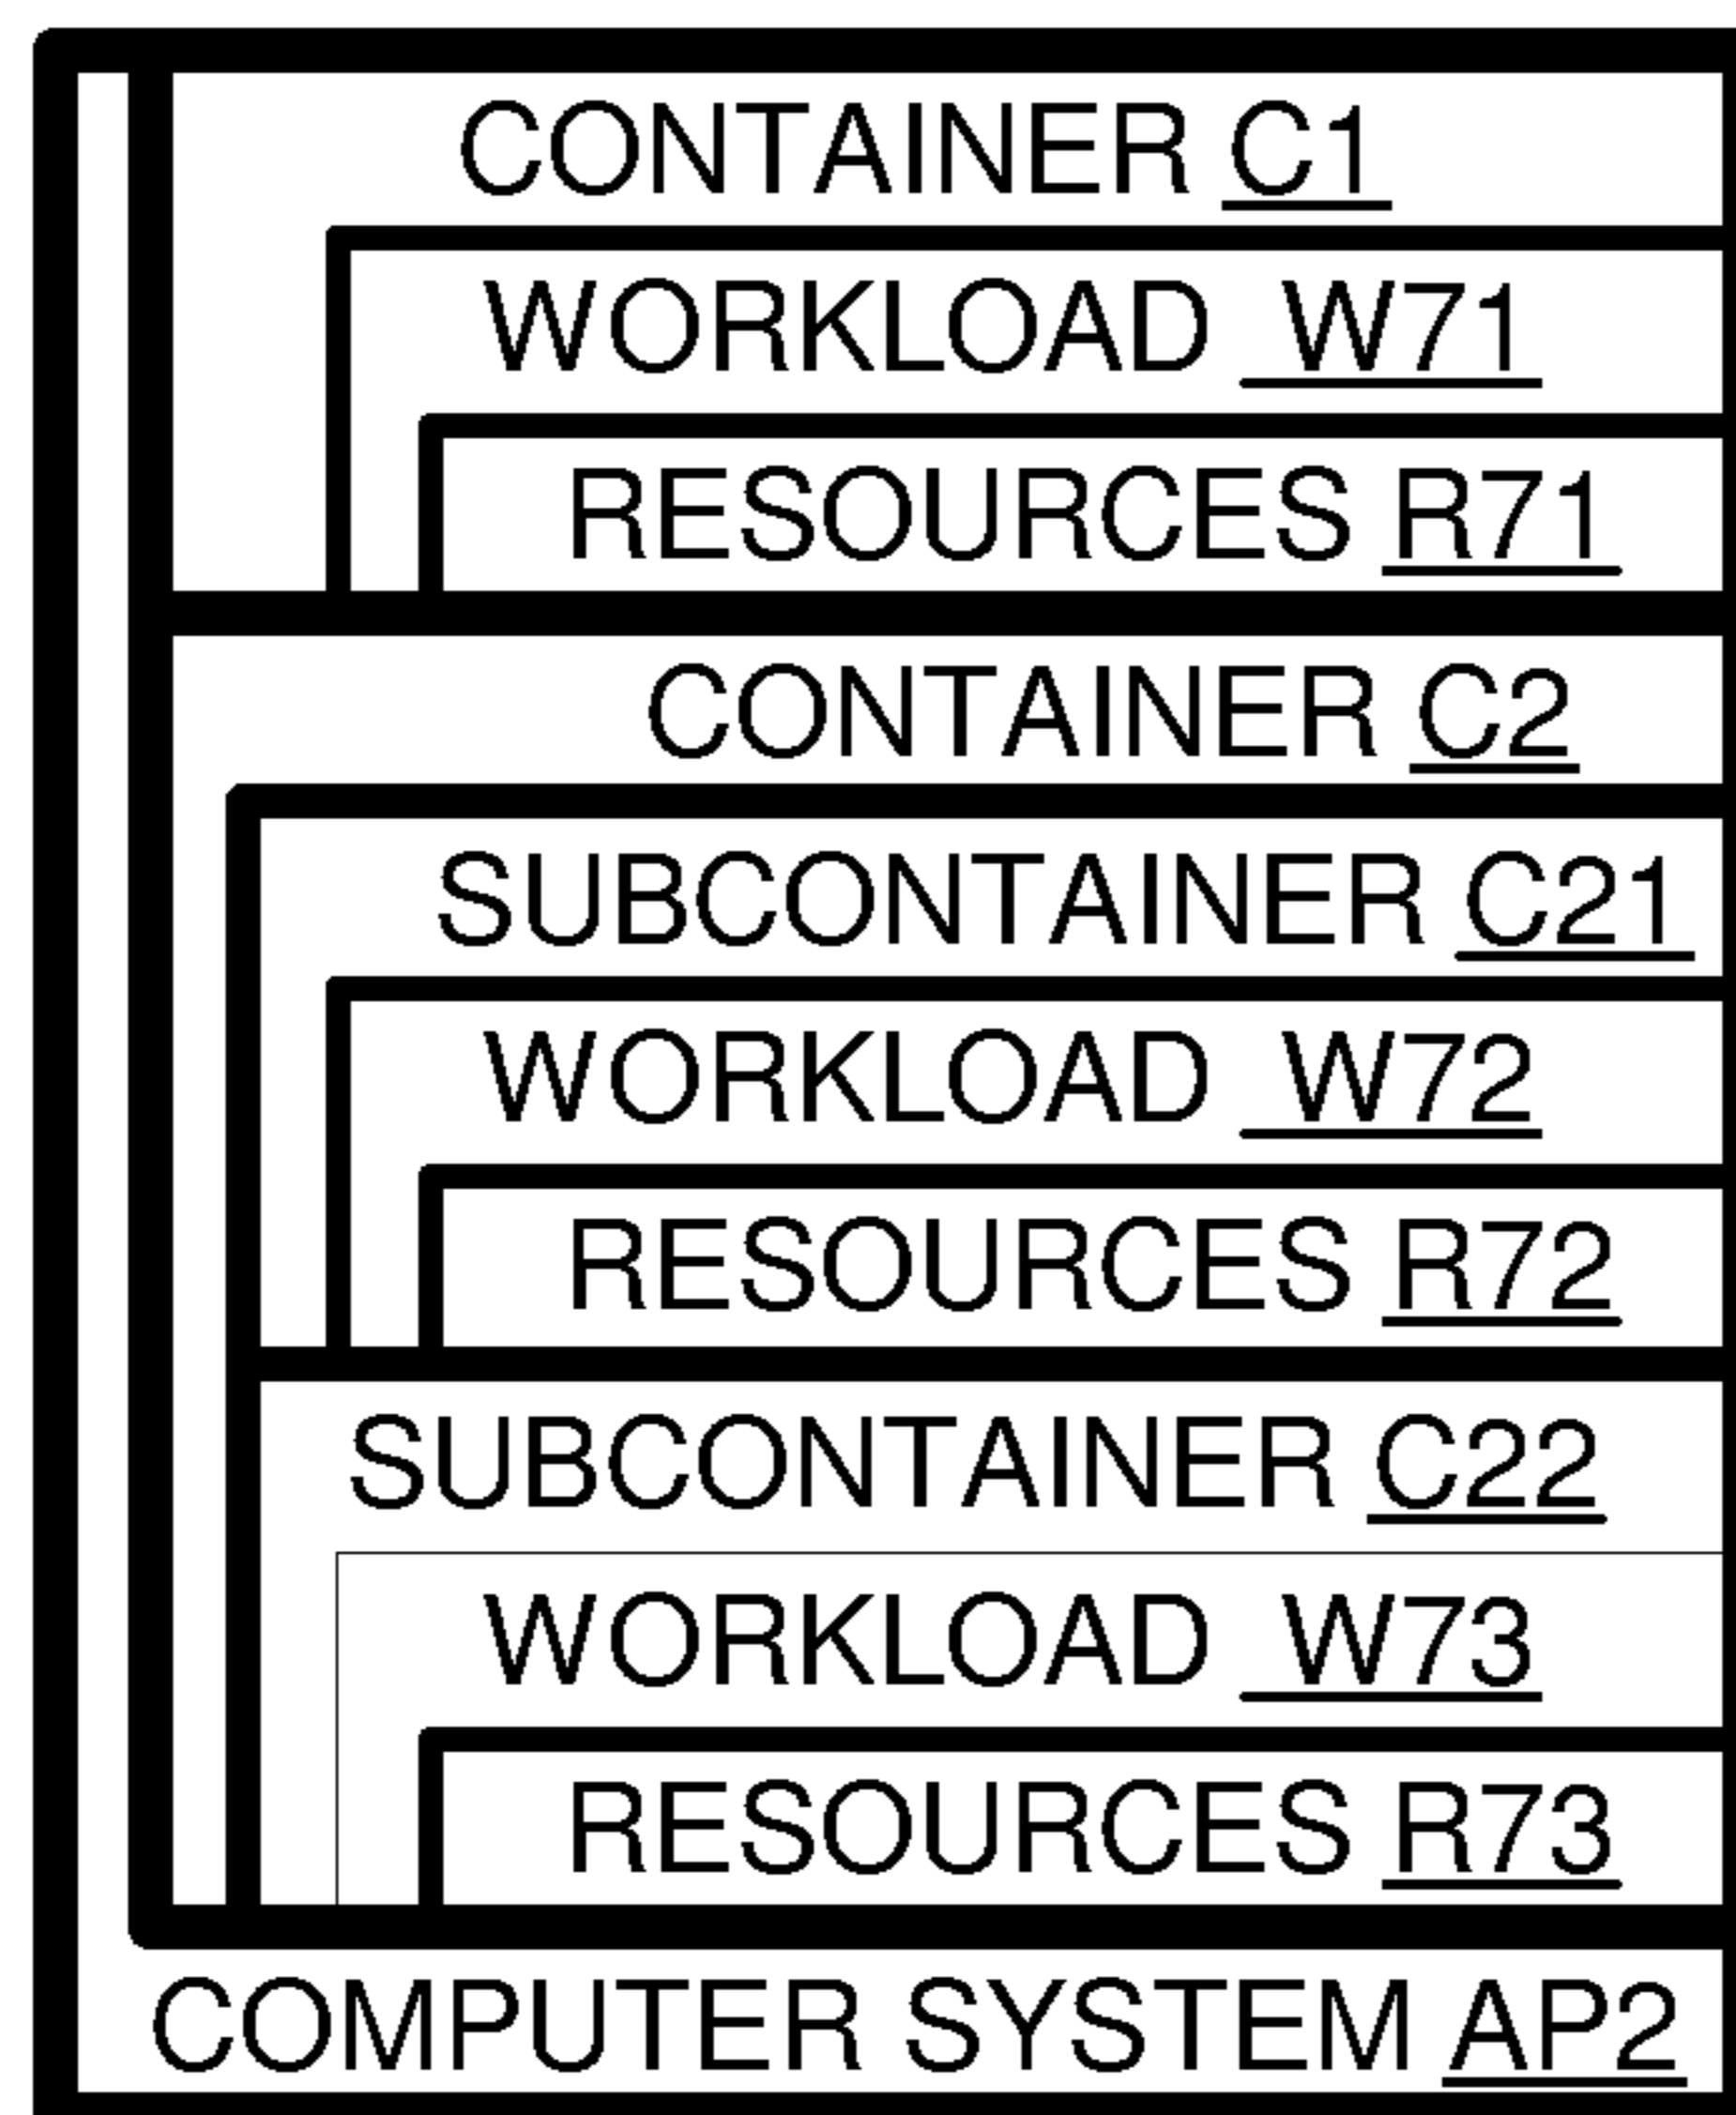 CONTAINER C1
WORKLOAD W71
RESOURCES R71
CONTAINER C2
SUBCONTAINER C21
WORKLOAD W72
RESOURCES R72
SUBCONTAINER C22
WORKLOAD W73
RESOURCES R73
COMPUTER SYSTEM AP2